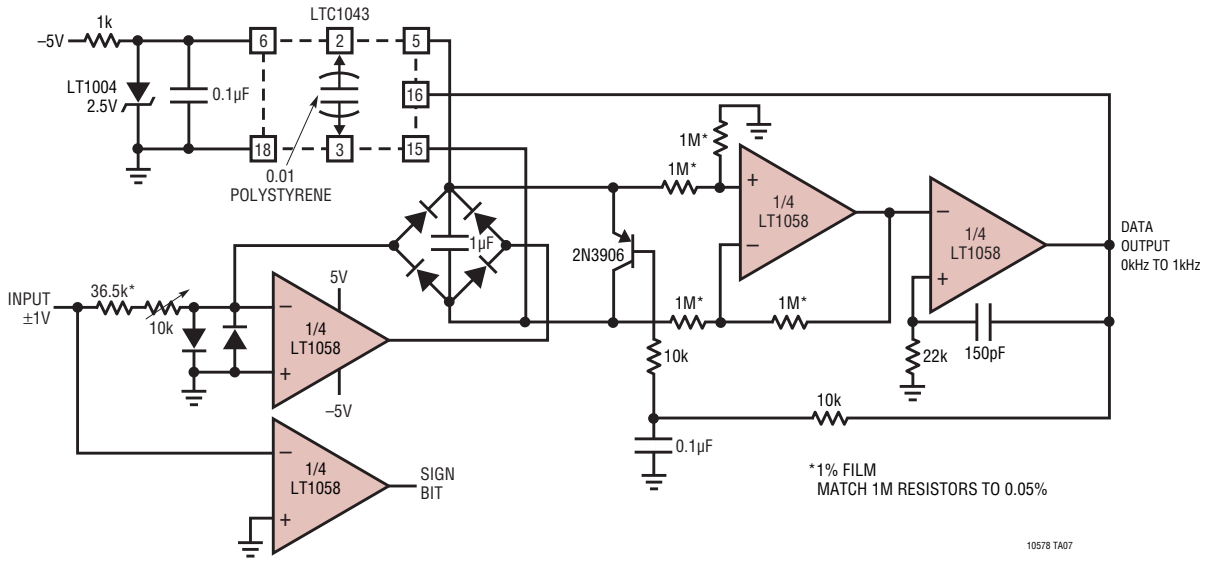 LTC1043
1k
–5V
6
2
5
LT1004
2.5V
0.1µF
16
18
3
15
0.01
POLYSTYRENE
1M*
1M*
+
–
1/4
LT1058
–
+
1/4
LT1058
DATA
OUTPUT
0kHz TO 1kHz
1µF
2N3906
1M*
1M*
INPUT
±1V
36.5k*
10k
5V
–
+
1/4
LT1058
–5V
10k
22k
150pF
10k
0.1µF
–
+
1/4
LT1058
SIGN
BIT
*1% FILM
MATCH 1M RESISTORS TO 0.05%
10578 TA07